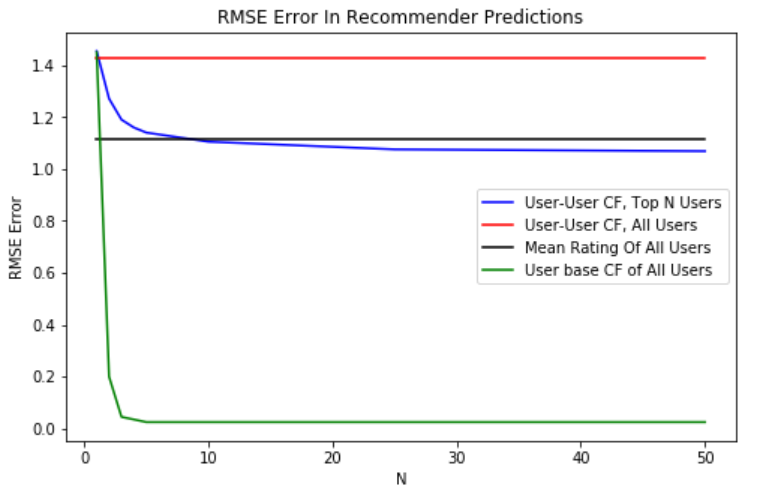 RMSE Error In Recommender Predictions
1.4
1.2
1.0
0.8
0.6
0.4
0.2
0.0
RMSE Error
User-User CF, Top N Users
User-User CF, All Users
Mean Rating Of All Users
User base CF of All Users
0 10 20 30 40 50
N